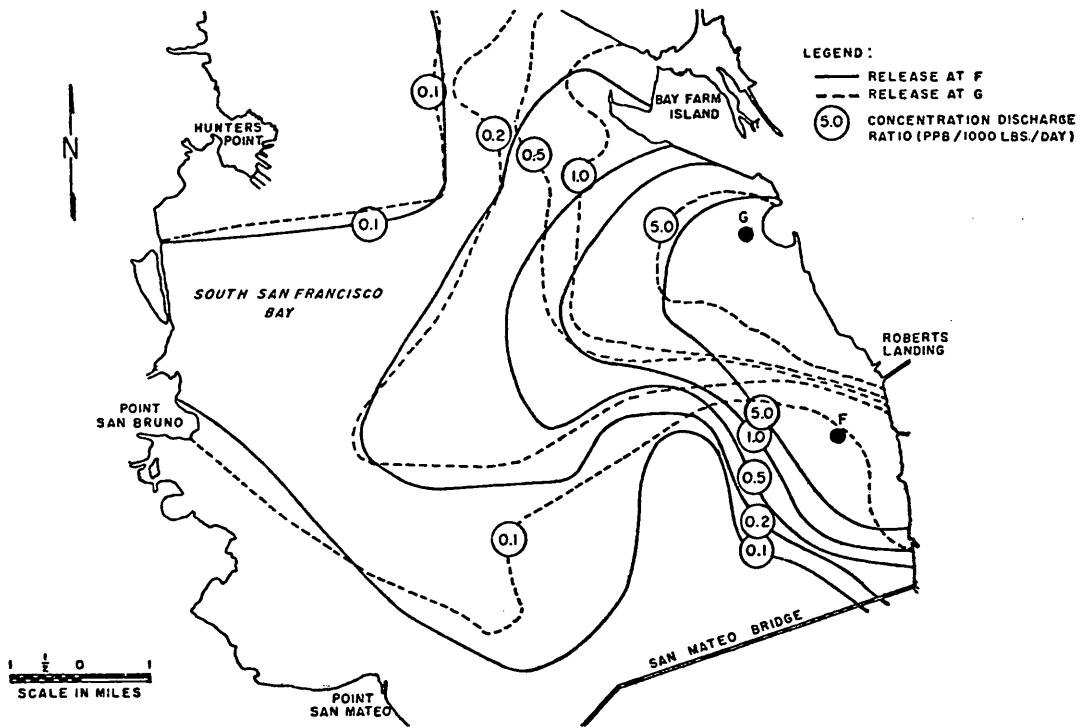 LEGEND:
RELEASE AT F
RELEASE AT G
5.0 CONCENTRATION DISCHARGE
RATIO (PPB/1000 LBS./DAY)
N
HUNTERS
POINT
BAY FARM
ISLAND
0.1
0.2
0.5
1.0
0.1
5.0
G
SOUTH SAN FRANCISCO
BAY
ROBERTS
LANDING
POINT
SAN BRUNO
5.0
1.0
F
0.5
0.2
0.1
0.1
SAN MATEO BRIDGE
1 1/2 0 1
SCALE IN MILES
POINT
SAN MATEO